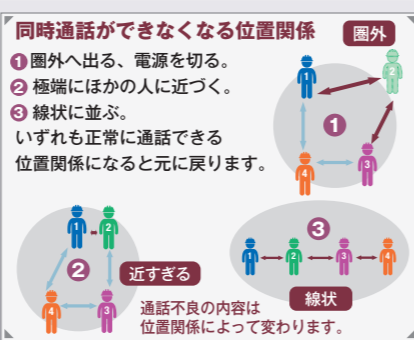 同時通話ができなくなる位置関係
❶圏外へ出る、電源を切る。
❷極端にほかの人に近づく。
❸線状に並ぶ。
いずれも正常に通話できる
位置関係になると元に戻ります。
圏外
1
2
❶
4
3
1
2
❷
近すぎる
4
3
❸
1
2
3
4
線状
通話不良の内容は
位置関係によって変わります。